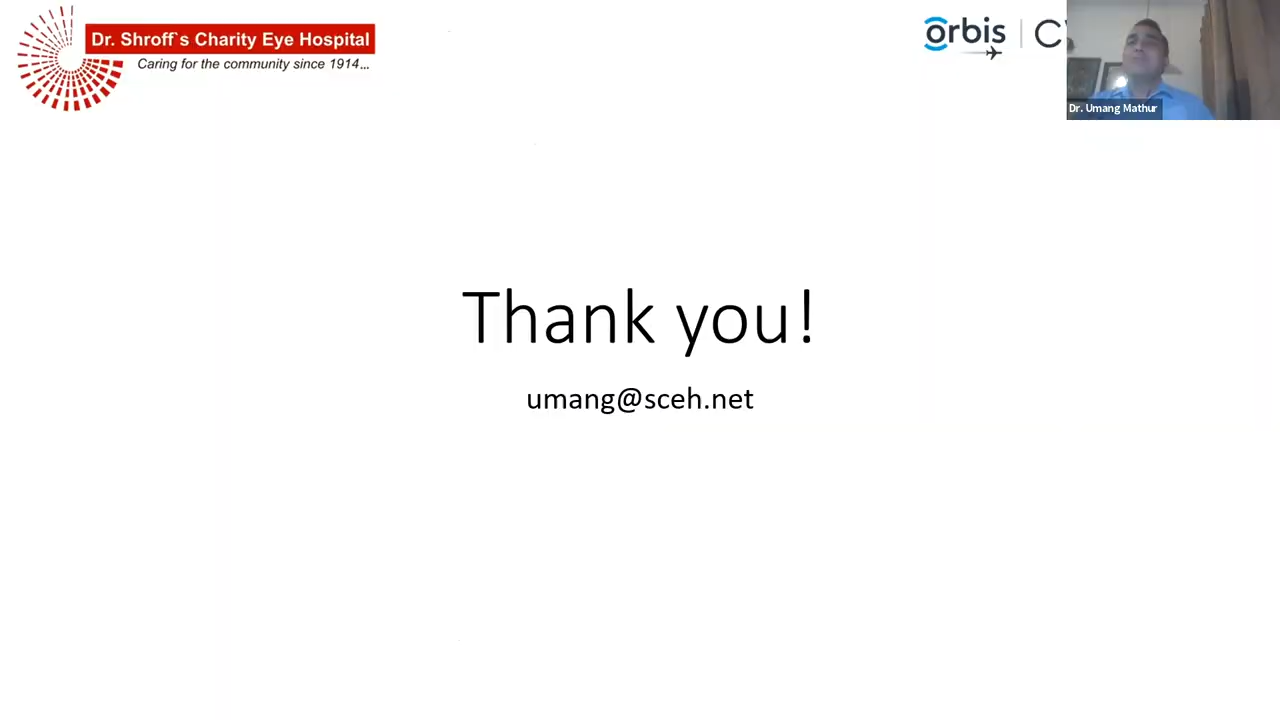 Dr. Shroff`s Charity Eye Hospital
Caring for the community since 1914...
orbis
Dr. Umang Mathur
Thank you!
umang@sceh.net